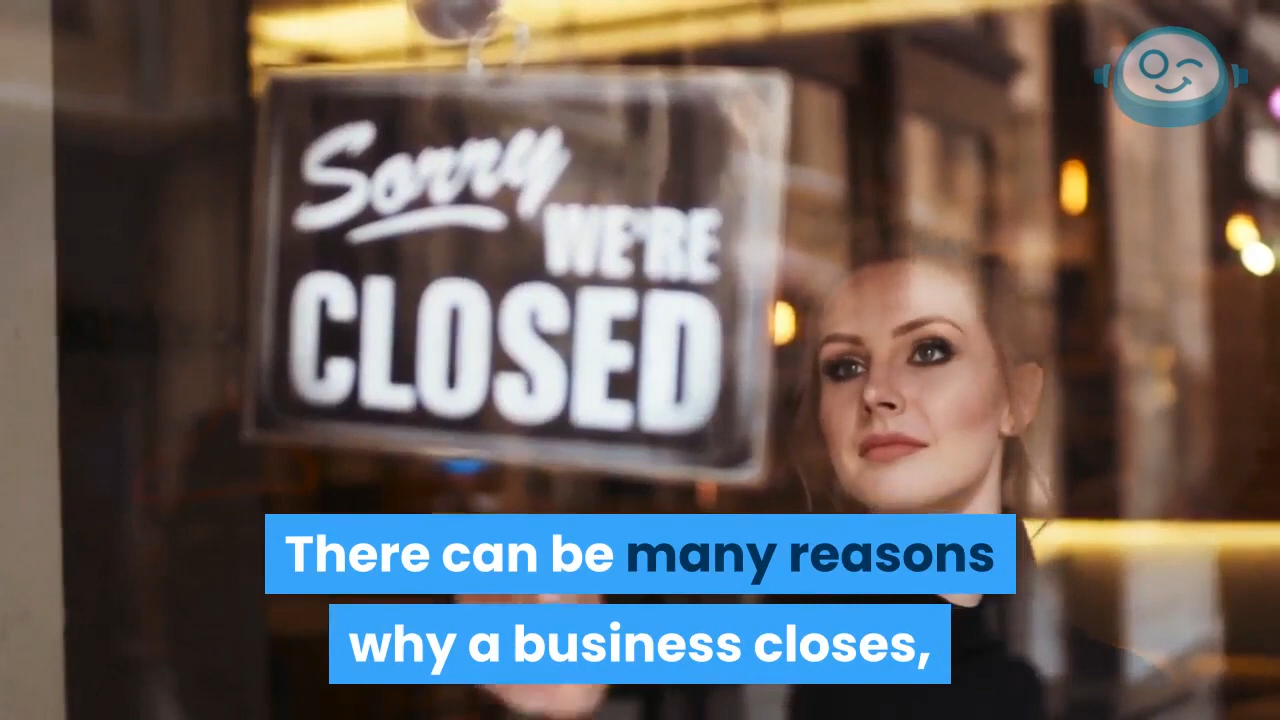 Sorry
WE'RE
CLOSED
There can be many reasons
why a business closes,